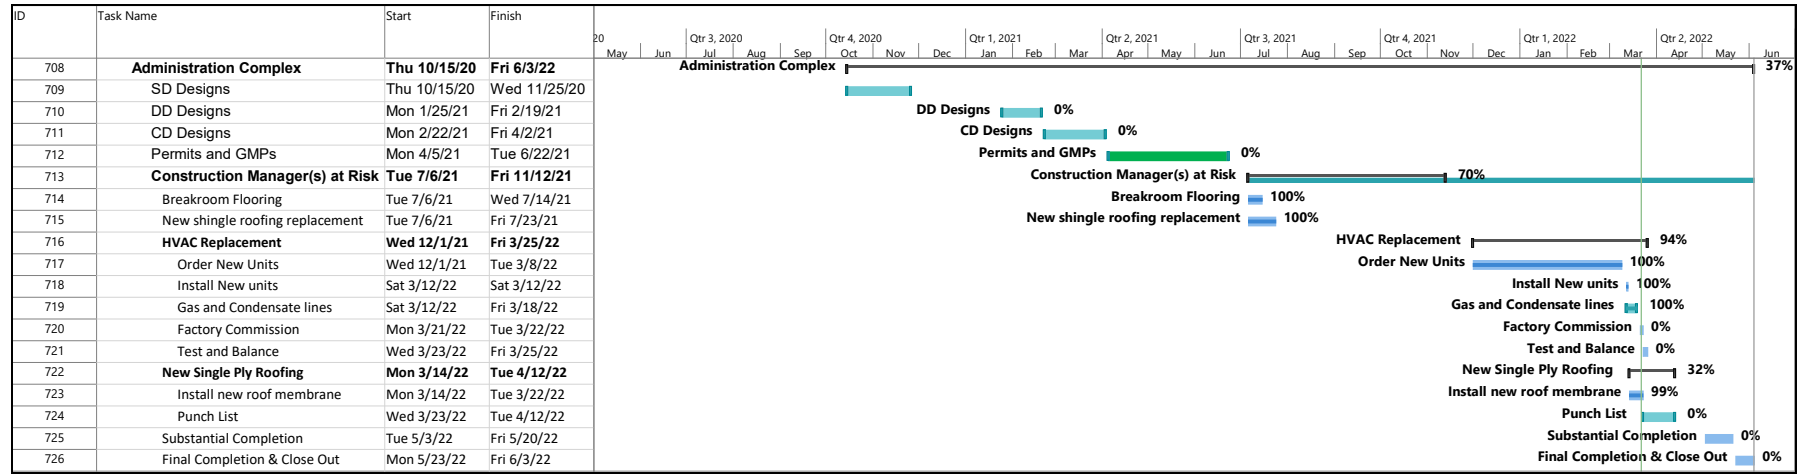 ID Task Name Start Finish
20 Qtr 3, 2020 Qtr 4, 2020 Qtr 1, 2021 Qtr 2, 2021 Qtr 3, 2021 Qtr 4, 2021 Qtr 1, 2022 Qtr 2, 2022
May Jun Jul Aug Sep Oct Nov Dec Jan Feb Mar Apr May Jun Jul Aug Sep Oct Nov Dec Jan Feb Mar Apr May Jun
708 Administration Complex Thu 10/15/20 Fri 6/3/22 Administration Complex 37%
709 SD Designs Thu 10/15/20 Wed 11/25/20
710 DD Designs Mon 1/25/21 Fri 2/19/21 DD Designs 0%
711 CD Designs Mon 2/22/21 Fri 4/2/21 CD Designs 0%
712 Permits and GMPs Mon 4/5/21 Tue 6/22/21 Permits and GMPs 0%
713 Construction Manager(s) at Risk Tue 7/6/21 Fri 11/12/21 Construction Manager(s) at Risk 70%
714 Breakroom Flooring Tue 7/6/21 Wed 7/14/21 Breakroom Flooring 100%
715 New shingle roofing replacement Tue 7/6/21 Fri 7/23/21 New shingle roofing replacement 100%
716 HVAC Replacement Wed 12/1/21 Fri 3/25/22 HVAC Replacement 94%
717 Order New Units Wed 12/1/21 Tue 3/8/22 Order New Units 100%
718 Install New units Sat 3/12/22 Sat 3/12/22 Install New units 100%
719 Gas and Condensate lines Sat 3/12/22 Fri 3/18/22 Gas and Condensate lines 100%
720 Factory Commission Mon 3/21/22 Tue 3/22/22 Factory Commission 0%
721 Test and Balance Wed 3/23/22 Fri 3/25/22 Test and Balance 0%
722 New Single Ply Roofing Mon 3/14/22 Tue 4/12/22 New Single Ply Roofing 32%
723 Install new roof membrane Mon 3/14/22 Tue 3/22/22 Install new roof membrane 99%
724 Punch List Wed 3/23/22 Tue 4/12/22 Punch List 0%
725 Substantial Completion Tue 5/3/22 Fri 5/20/22 Substantial Completion 0%
726 Final Completion & Close Out Mon 5/23/22 Fri 6/3/22 Final Completion & Close Out 0%